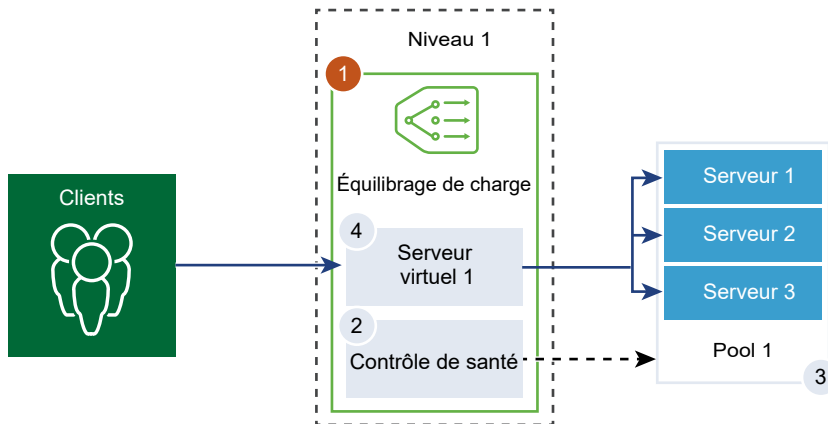 Niveau 1
1
Équilibrage de charge
Clients
4
Serveur
virtuel 1
2
Contrôle de santé
Serveur 1
Serveur 2
Serveur 3
Pool 1
3